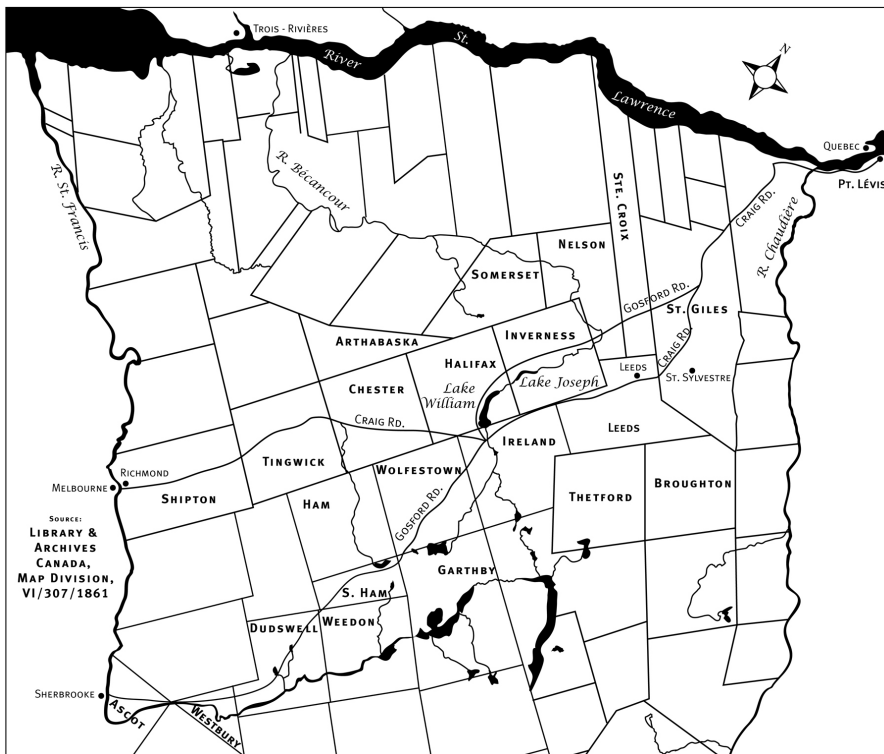 Trois - Rivières
River
St.
Lawrence
N
Quebec
Pt. Lévis
R. St. Francis
R. Bécancour
Ste. Croix
Craig Rd.
R. Chaudière
Nelson
Somerset
Gosford Rd.
St. Giles
Arthabaska
Inverness
Craig Rd.
Halifax
Leeds
St. Sylvestre
Chester
Lake
William
Lake Joseph
Craig Rd.
Ireland
Leeds
Tingwick
Wolfestown
Richmond
Melbourne
Shipton
Ham
Gosford Rd.
Thetford
Broughton
Source:
Library &
Archives
Canada,
Map Division,
VI/307/1861
Garthby
S. Ham
Dudswell
Weedon
Sherbrooke
Ascot
Westbury